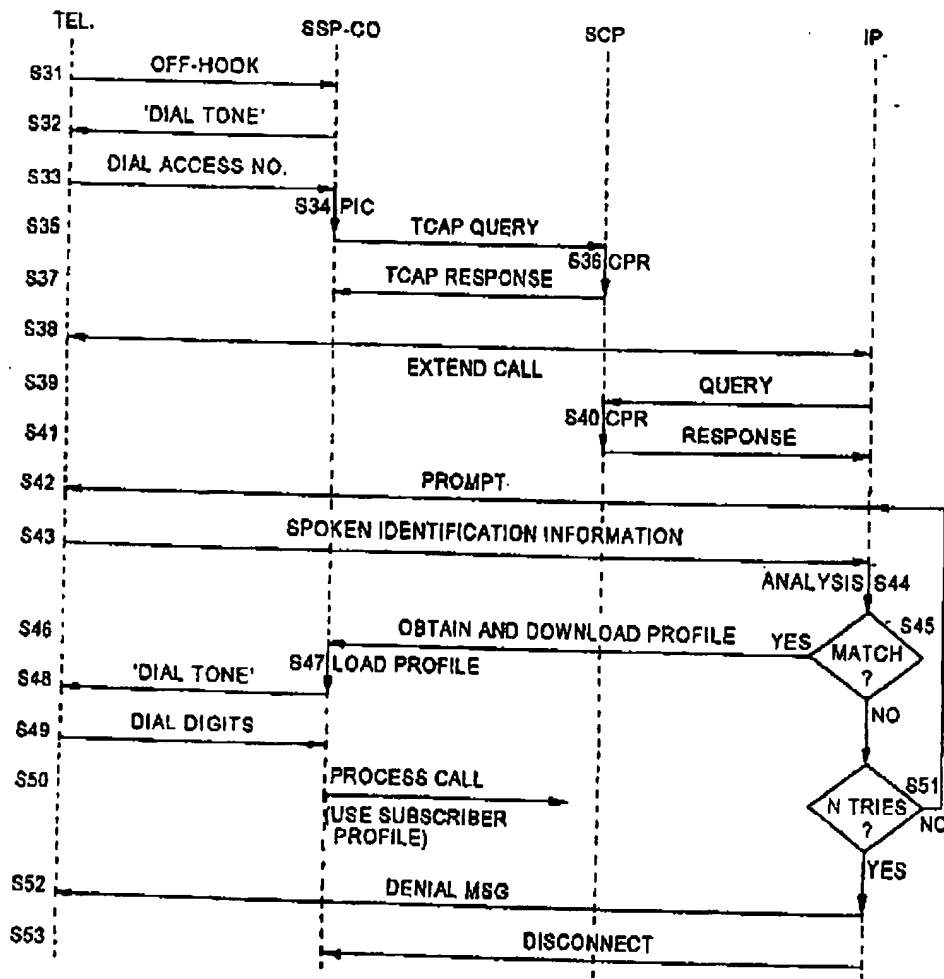 TEL. SSP-CO SCP IP
S31 OFF-HOOK
S32 'DIAL TONE'
S33 DIAL ACCESS NO.
S34 PIC
S35 TCAP QUERY
S36 CPR
S37 TCAP RESPONSE
S38
EXTEND CALL
S39 QUERY
S40 CPR
S41 RESPONSE
S42 PROMPT
S43 SPOKEN IDENTIFICATION INFORMATION
ANALYSIS S44
S45
S46 OBTAIN AND DOWNLOAD PROFILE YES
MATCH
?
S47 LOAD PROFILE
S48 'DIAL TONE'
NO
S49 DIAL DIGITS
S50 PROCESS CALL
(USE SUBSCRIBER
PROFILE)
S51
N TRIES
?
NO
YES
S52 DENIAL MSG
S53 DISCONNECT